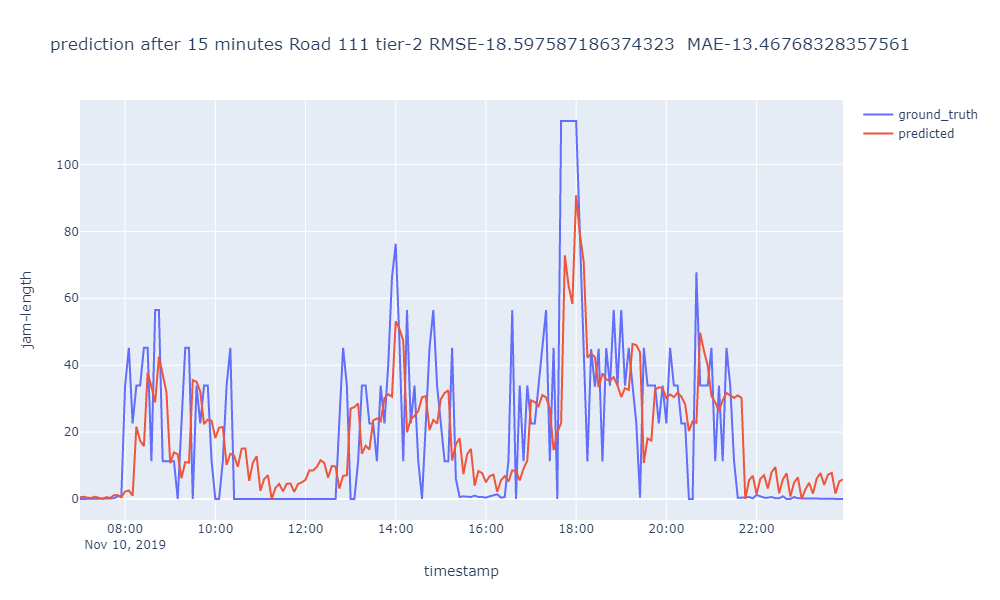 prediction after 15 minutes Road 111 tier-2 RMSE-18.597587186374323  MAE-13.46768328357561
ground_truth
predicted
100
80
60
40
20
0
jam-length
08:00 10:00 12:00 14:00 16:00 18:00 20:00 22:00
Nov 10, 2019
timestamp